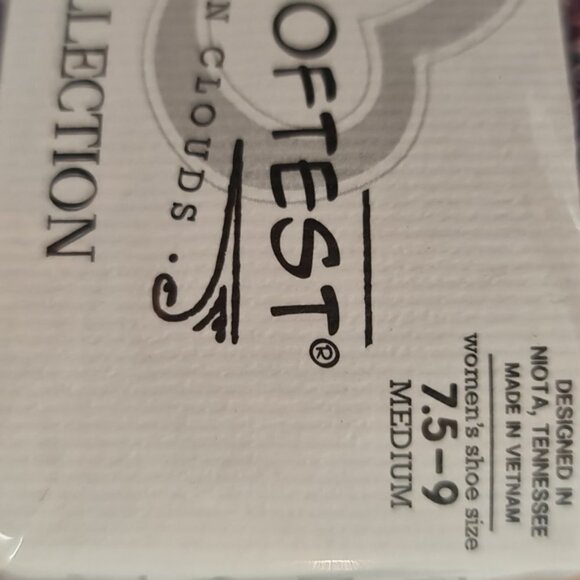 OFTEST®
N CLOUDS.
LLECTION
DESIGNED IN
NIOTA, TENNESSEE
MADE IN VIETNAM
women's shoe size
7.5-9
MEDIUM